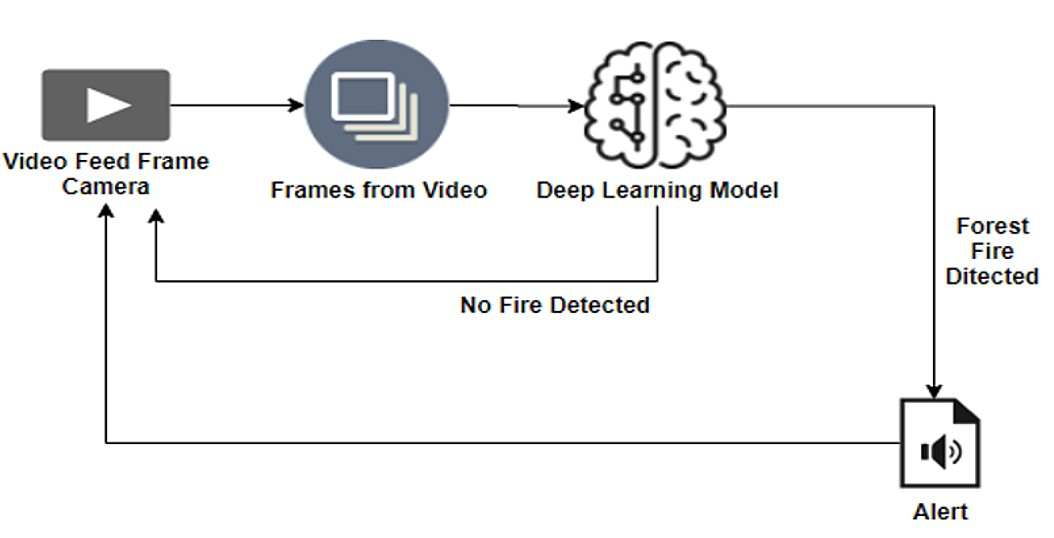 Video Feed Frame
Camera
Frames from Video
Deep Learning Model
Forest
Fire
Ditected
No Fire Detected
Alert